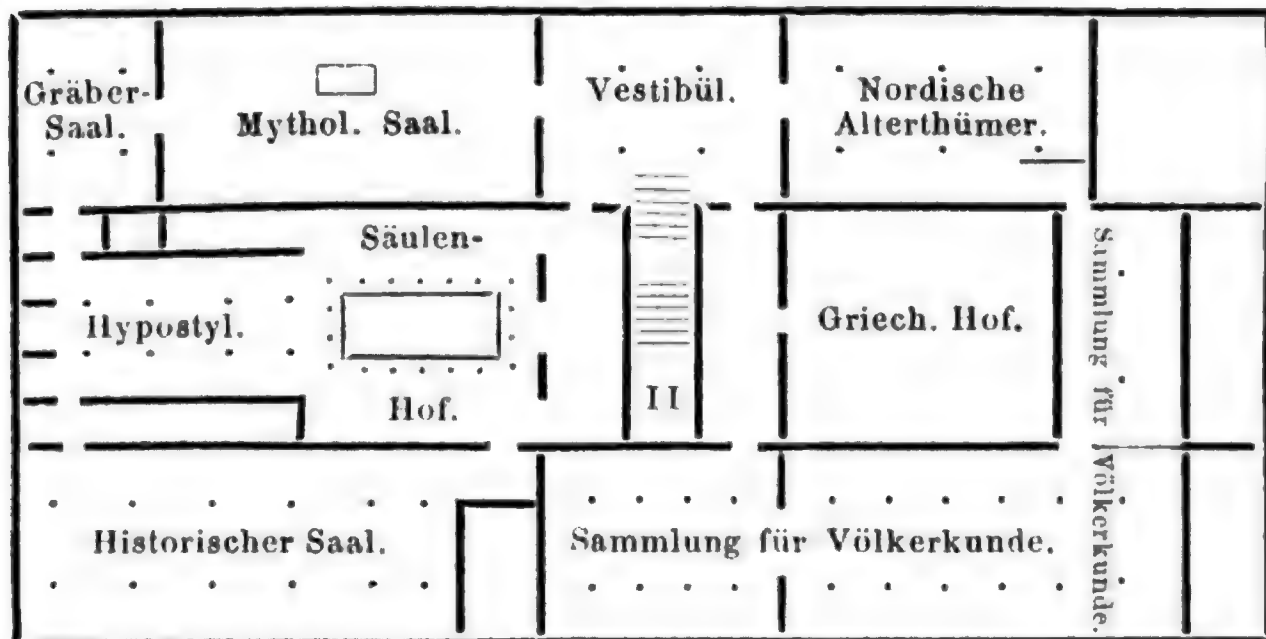 Gräber-
Saal.
Mythol. Saal.
Vestibül.
Nordische
Alterthümer.
Säulen-
Hof.
Hypostyl.
II
Griech. Hof.
Sammlung für Völkerkunde.
Historischer Saal.
Sammlung für Völkerkunde.